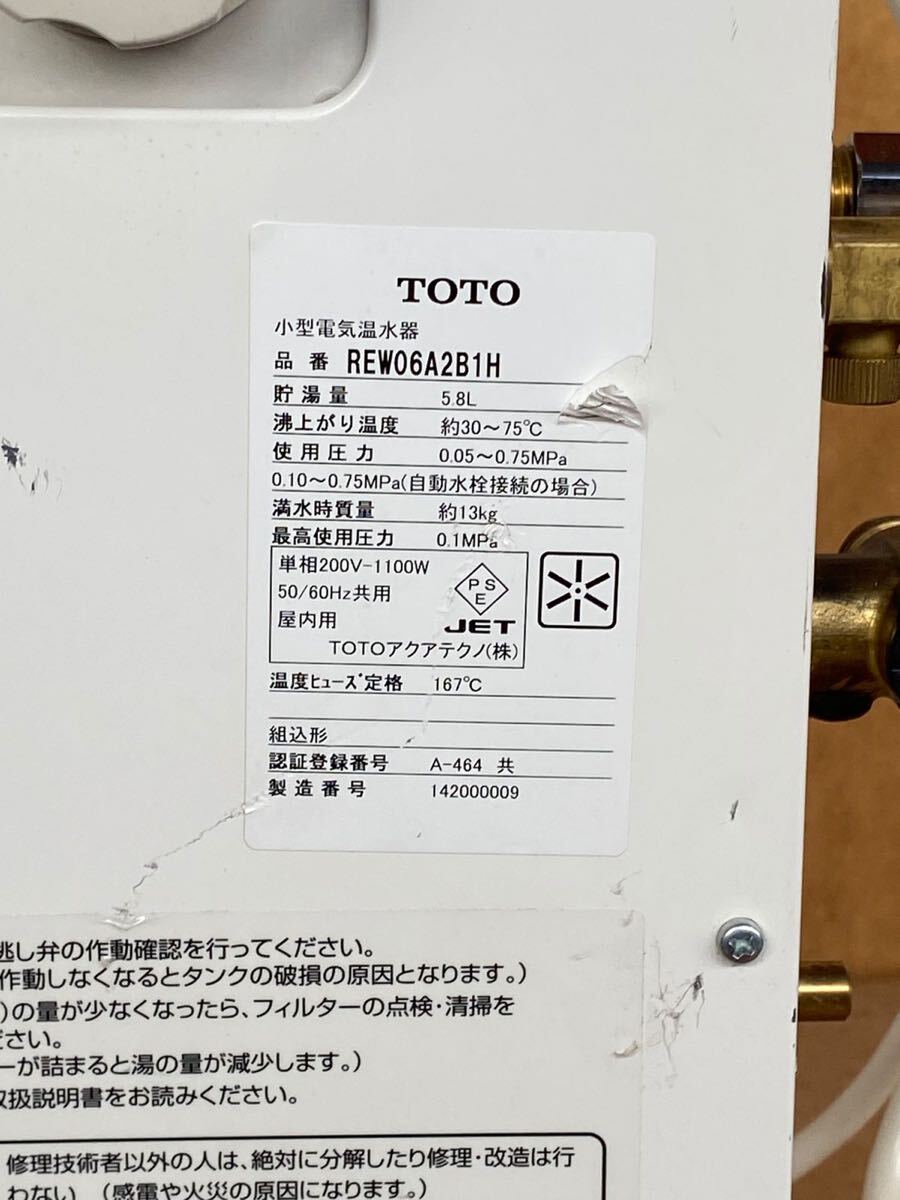 TOTO
小型電気温水器
品番 REW06A2B1H
貯湯量 5.8L
沸上がり温度 約30～75℃
使用圧力 0.05～0.75MPa
0.10～0.75MPa(自動水栓接続の場合)
満水時質量 約13kg
最高使用圧力 0.1MPa
単相200V-1100W
50/60Hz共用
屋内用
PSE
JET
TOTOアクアテクノ(株)
温度ﾋｭｰｽﾞ定格 167℃
組込形
認証登録番号 A-464 共
製造番号 142000009
逃し弁の作動確認を行ってください。
作動しなくなるとタンクの破損の原因となります。)
)の量が少なくなったら、フィルターの点検・清掃を
ださい。
ーが詰まると湯の量が減少します。)
取扱説明書をお読みください。
修理技術者以外の人は、絶対に分解したり修理・改造は行
わない (感電や火災の原因になります。)